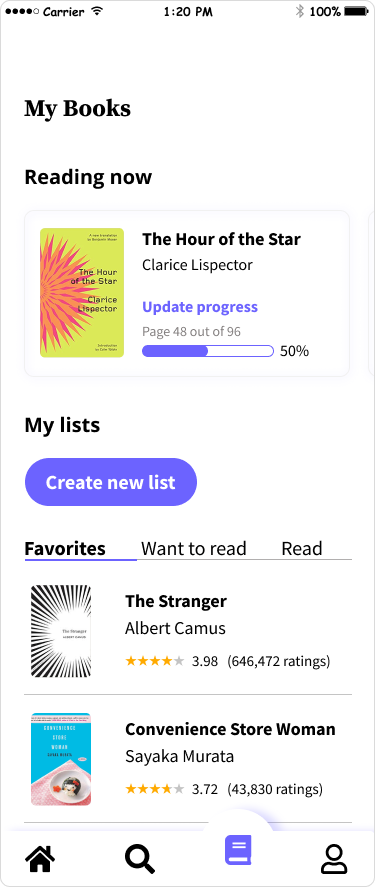 Carrier 1:20 PM 100%
My Books
Reading now
A new translation
by Benjamin Moser
The Hour
of the Star
Clarice
Lispector
Introduction
by Colm Tóibín
The Hour of the Star
Clarice Lispector
Update progress
Page 48 out of 96
50%
My lists
Create new list
Favorites Want to read Read
The Stranger
ALBERT CAMUS
The Stranger
Albert Camus
3.98 (646,472 ratings)
CONVENIENCE
STORE
WOMAN
SAYAKA MURATA
Convenience Store Woman
Sayaka Murata
3.72 (43,830 ratings)